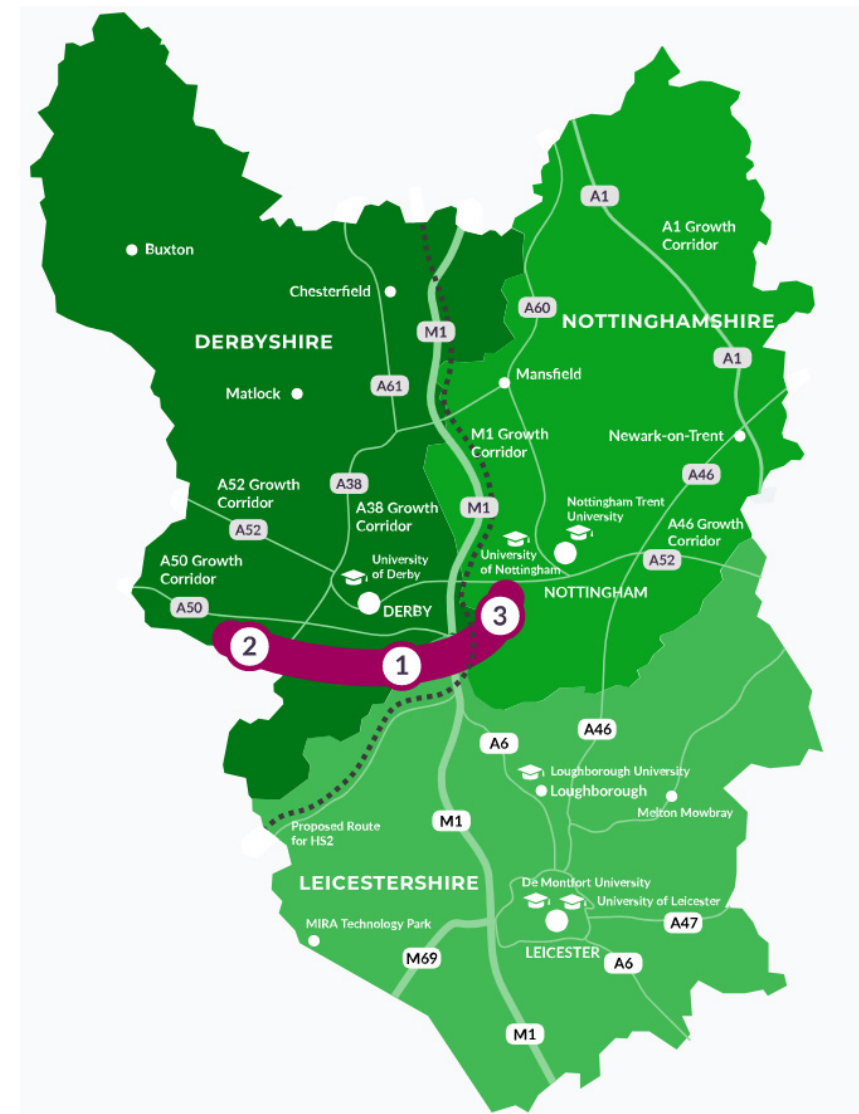 A1
A1 Growth
Corridor
Buxton
Chesterfield
A60
NOTTINGHAMSHIRE
M1
DERBYSHIRE
A1
Mansfield
A61
Matlock
M1 Growth
Corridor
Newark-on-Trent
A46
A52 Growth
Corridor
A38
A38 Growth
Corridor
M1
Nottingham Trent
University
A46 Growth
Corridor
A52
A50 Growth
Corridor
University
of Derby
University
of Nottingham
A52
NOTTINGHAM
A50
DERBY
3
2
1
A6
A46
Loughborough University
Loughborough
Melton Mowbray
M1
Proposed Route
for HS2
LEICESTERSHIRE
De Montfort University
University of Leicester
MIRA Technology Park
A47
LEICESTER
M69
A6
M1